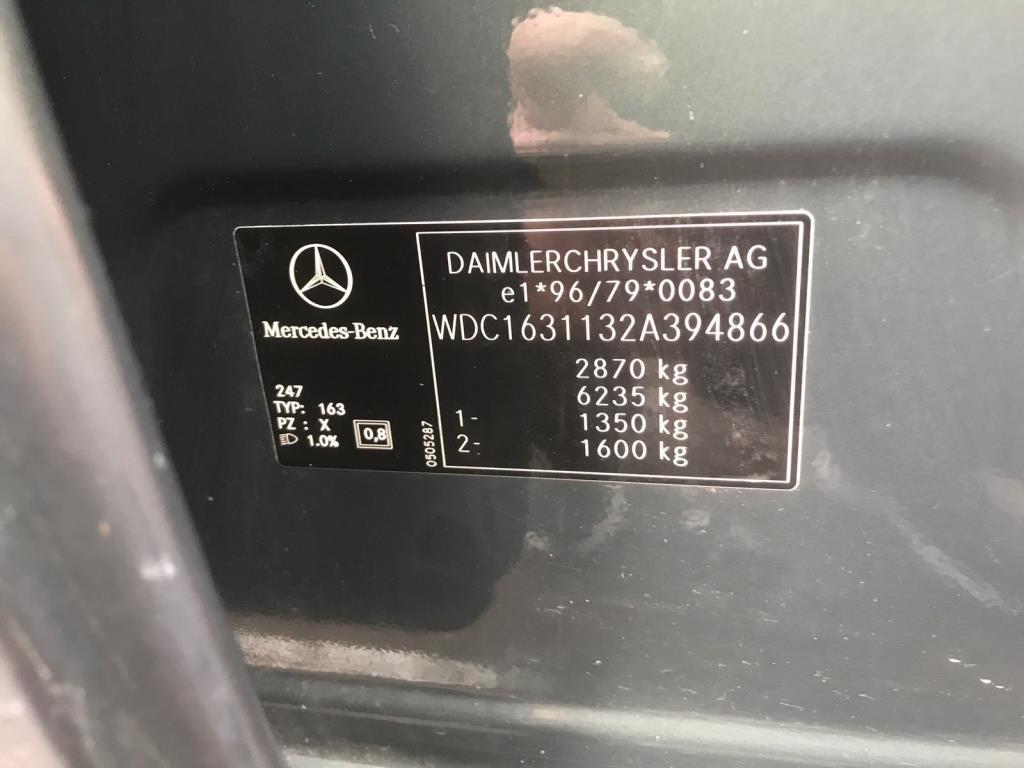 Mercedes-Benz
247
TYP: 163
PZ : X
1.0%
0,8
0505287
DAIMLERCHRYSLER AG
e1*96/79*0083
WDC1631132A394866
2870 kg
6235 kg
1- 1350 kg
2- 1600 kg